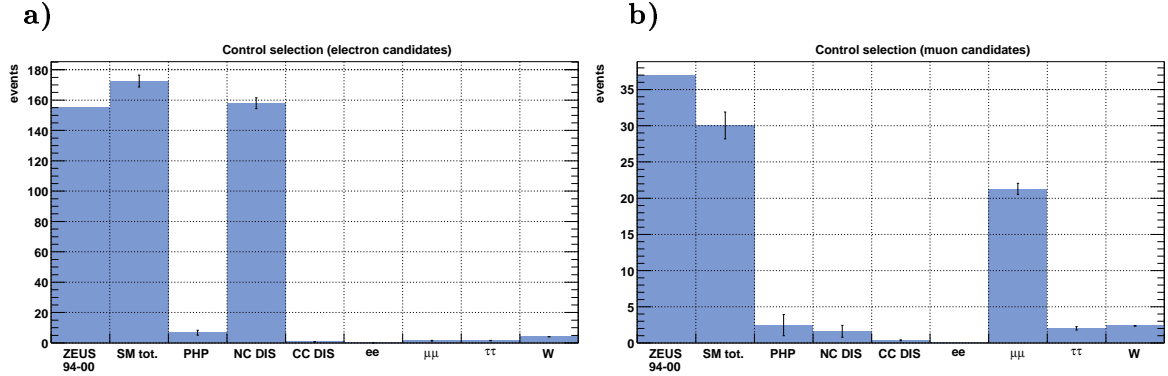 a)
Control selection (electron candidates)
events
180
160
140
120
100
80
60
40
20
0
ZEUS 94-00
SM tot.
PHP
NC DIS
CC DIS
ee
μμ
ττ
W
b)
Control selection (muon candidates)
events
35
30
25
20
15
10
5
0
ZEUS 94-00
SM tot.
PHP
NC DIS
CC DIS
ee
μμ
ττ
W